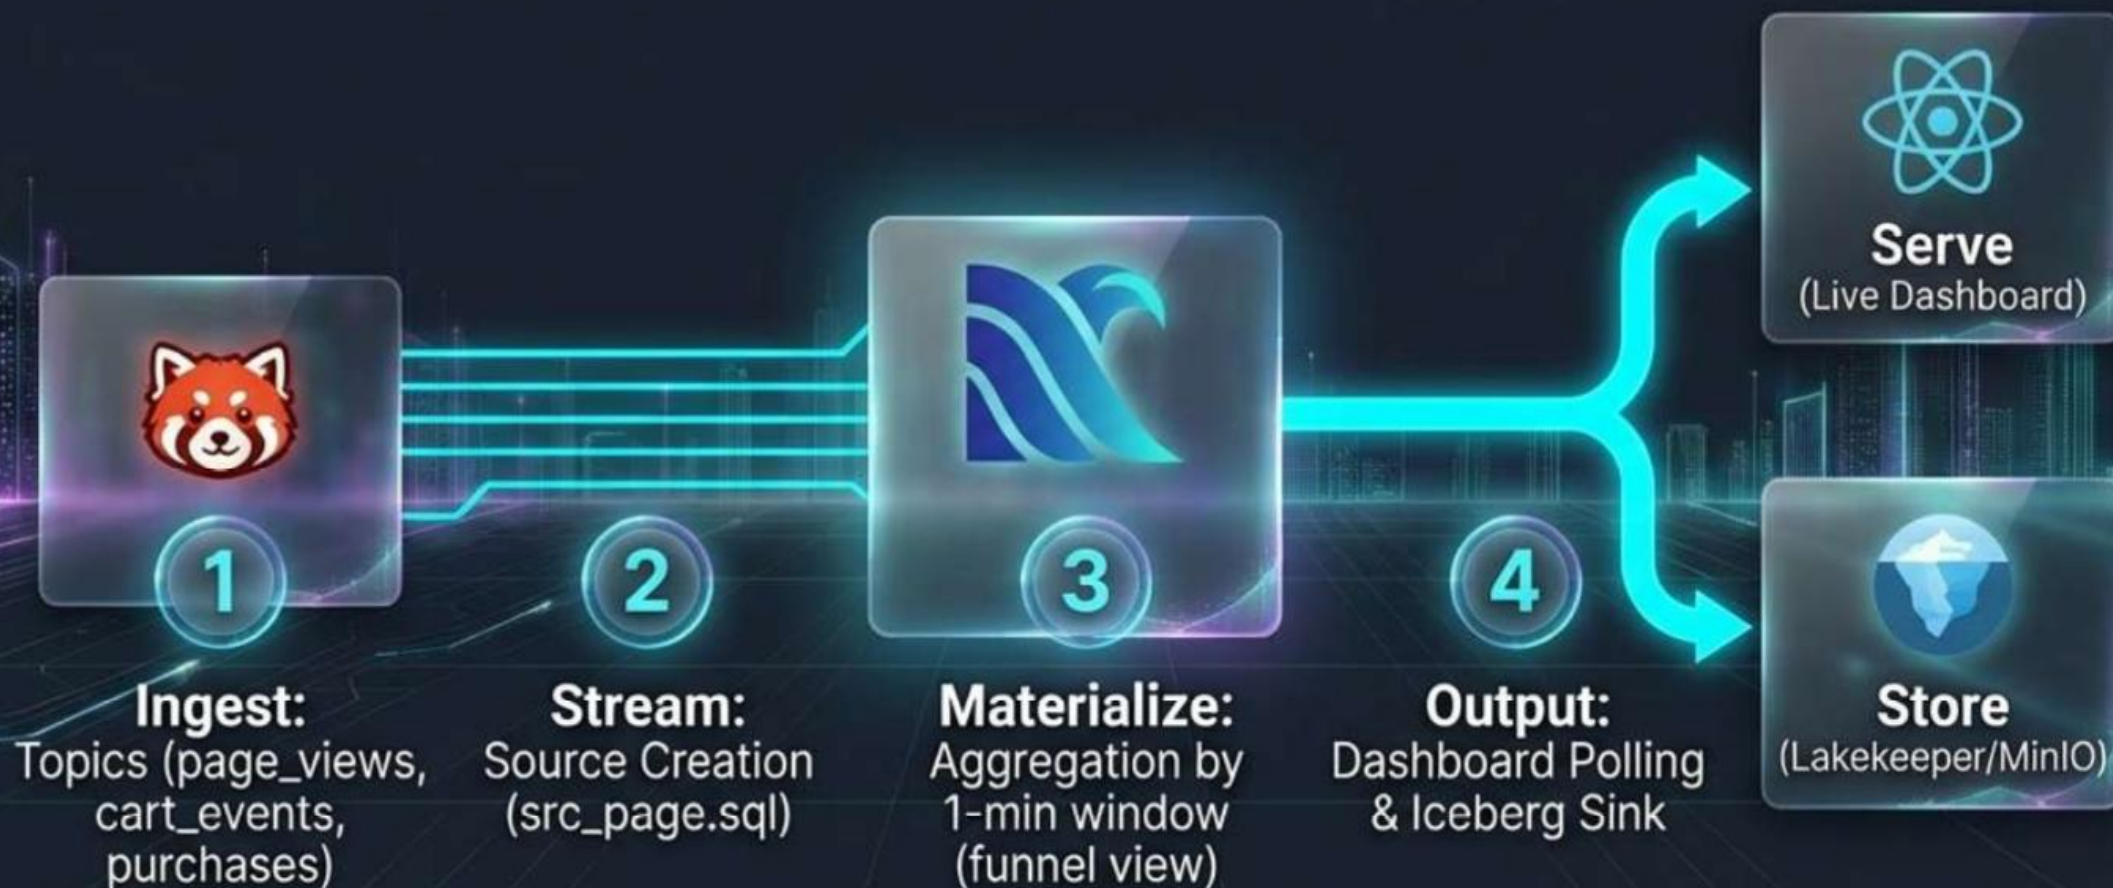 1
Ingest:
Topics (page_views,
cart_events,
purchases)
2
Stream:
Source Creation
(src_page.sql)
3
Materialize:
Aggregation by
1-min window
(funnel view)
4
Output:
Dashboard Polling
& Iceberg Sink
Serve
(Live Dashboard)
Store
(Lakekeeper/MinIO)